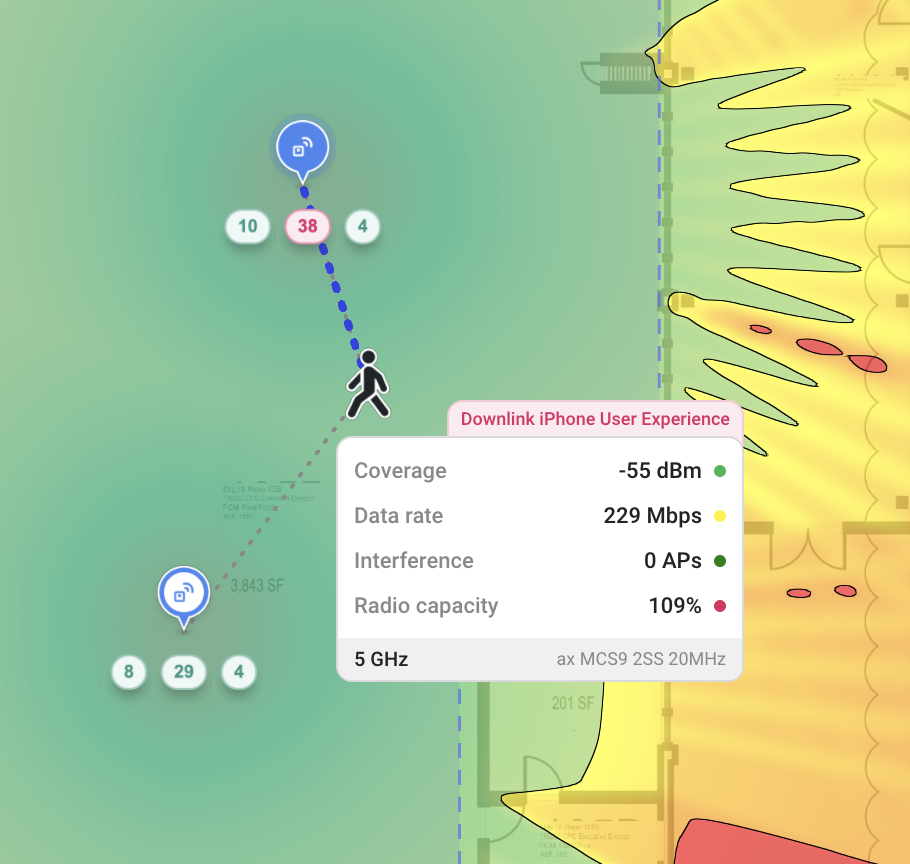 10 38 4
Downlink iPhone User Experience
Coverage -55 dBm
Data rate 229 Mbps
Interference 0 APs
Radio capacity 109%
5 GHz ax MCS9 2SS 20MHz
3,843 SF
8 29 4
201 SF